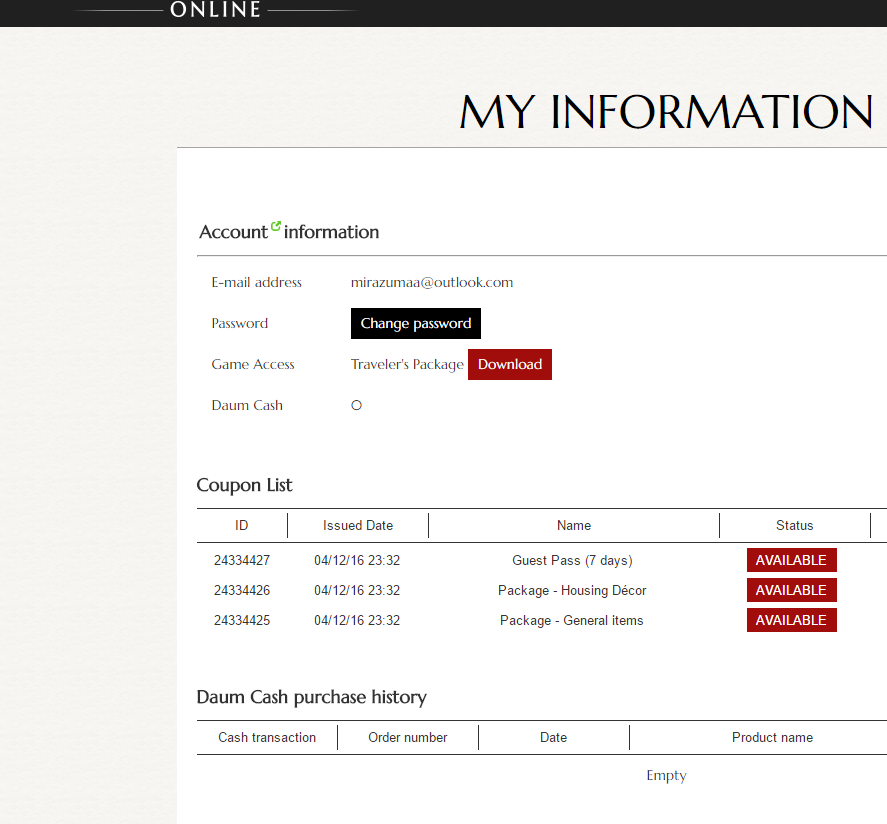 ONLINE
MY INFORMATION
Account information
E-mail address mirazumaa@outlook.com
Password Change password
Game Access Traveler's Package Download
Daum Cash 0
Coupon List
ID Issued Date Name Status
24334427 04/12/16 23:32 Guest Pass (7 days) AVAILABLE
24334426 04/12/16 23:32 Package - Housing Décor AVAILABLE
24334425 04/12/16 23:32 Package - General items AVAILABLE
Daum Cash purchase history
Cash transaction Order number Date Product name
Empty